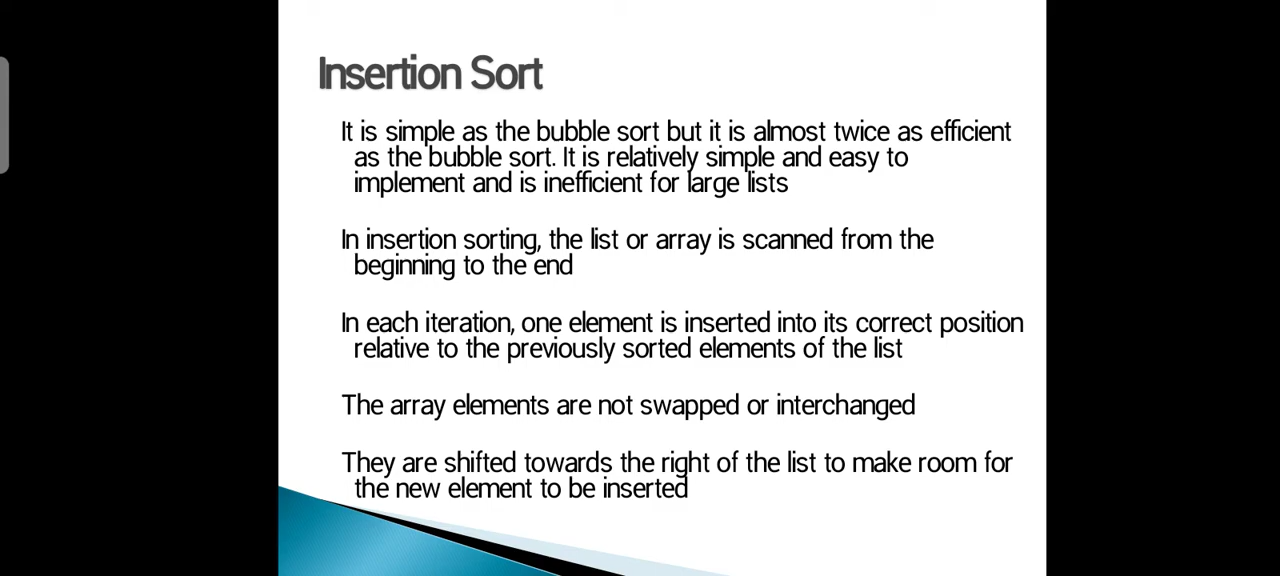 Insertion Sort
It is simple as the bubble sort but it is almost twice as efficient
as the bubble sort. It is relatively simple and easy to
implement and is inefficient for large lists
In insertion sorting, the list or array is scanned from the
beginning to the end
In each iteration, one element is inserted into its correct position
relative to the previously sorted elements of the list
The array elements are not swapped or interchanged
They are shifted towards the right of the list to make room for
the new element to be inserted